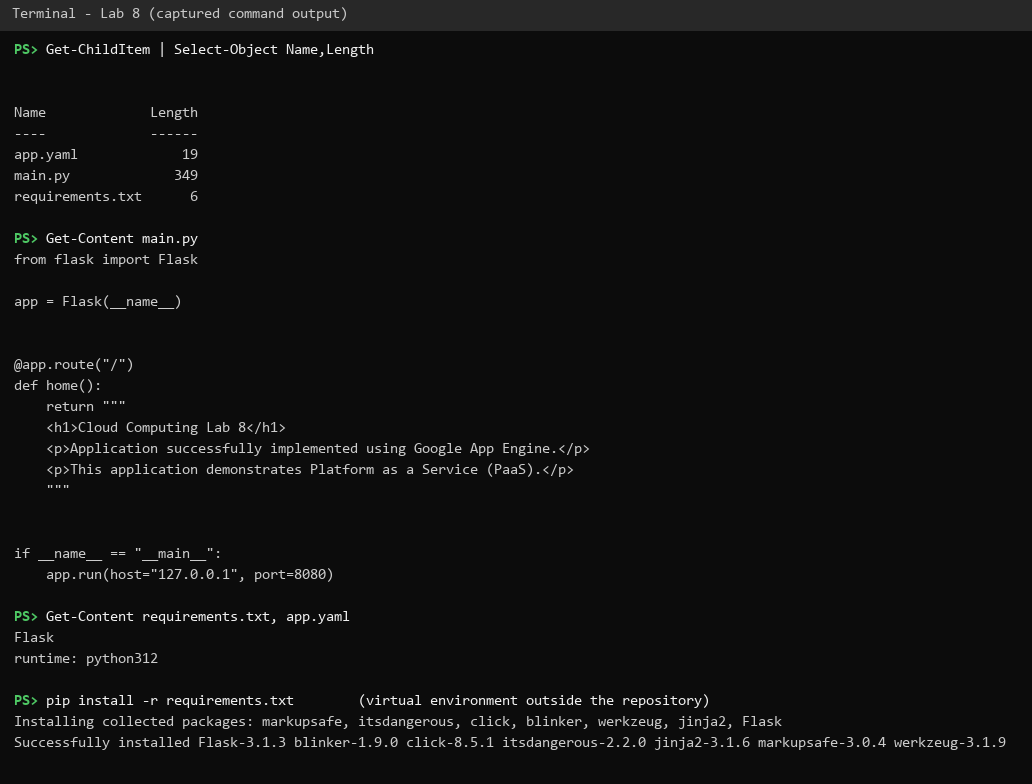 Terminal - Lab 8 (captured command output)
PS> Get-ChildItem | Select-Object Name,Length
Name             Length
----             ------
app.yaml             19
main.py             349
requirements.txt      6
PS> Get-Content main.py
from flask import Flask
app = Flask(__name__)
@app.route("/")
def home():
    return """
    <h1>Cloud Computing Lab 8</h1>
    <p>Application successfully implemented using Google App Engine.</p>
    <p>This application demonstrates Platform as a Service (PaaS).</p>
    """
if __name__ == "__main__":
    app.run(host="127.0.0.1", port=8080)
PS> Get-Content requirements.txt, app.yaml
Flask
runtime: python312
PS> pip install -r requirements.txt        (virtual environment outside the repository)
Installing collected packages: markupsafe, itsdangerous, click, blinker, werkzeug, jinja2, Flask
Successfully installed Flask-3.1.3 blinker-1.9.0 click-8.5.1 itsdangerous-2.2.0 jinja2-3.1.6 markupsafe-3.0.4 werkzeug-3.1.9